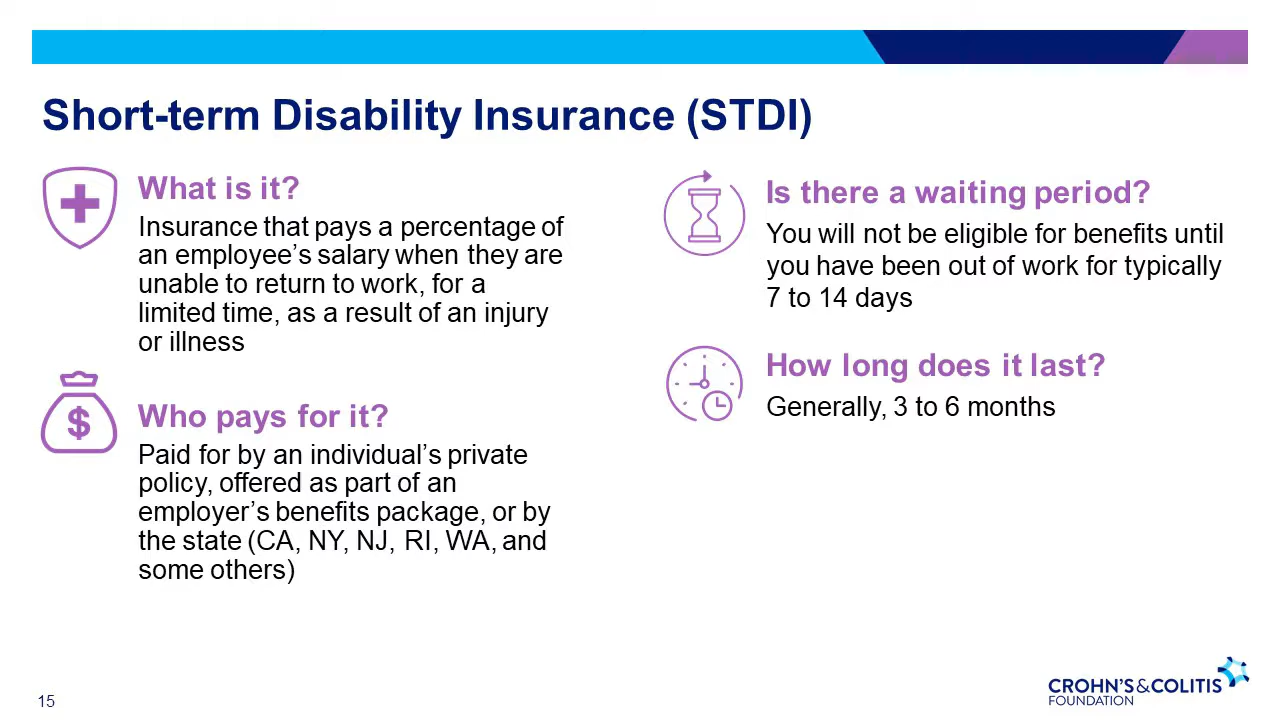 Short-term Disability Insurance (STDI)
What is it?
Insurance that pays a percentage of
an employee’s salary when they are
unable to return to work, for a
limited time, as a result of an injury
or illness
$
Who pays for it?
Paid for by an individual’s private
policy, offered as part of an
employer’s benefits package, or by
the state (CA, NY, NJ, RI, WA, and
some others)
Is there a waiting period?
You will not be eligible for benefits until
you have been out of work for typically
7 to 14 days
How long does it last?
Generally, 3 to 6 months
15
CROHN’S&COLITIS
FOUNDATION